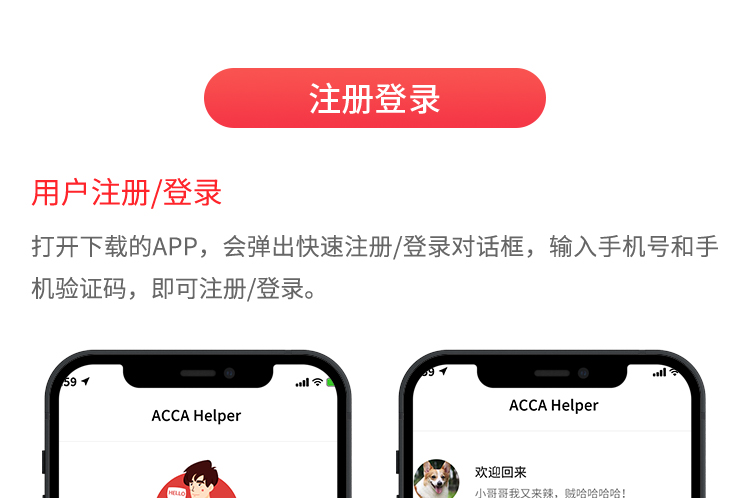 注册登录
用户注册/登录
打开下载的APP，会弹出快速注册/登录对话框，输入手机号和手
机验证码，即可注册/登录。
59
59
ACCA Helper
ACCA Helper
HELLO
欢迎回来
小哥哥我又来辣，贼哈哈哈哈！